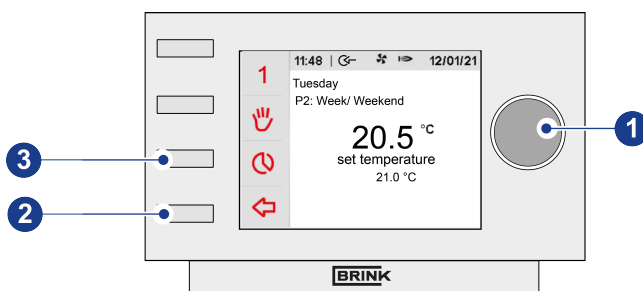 11:48 | 12/01/21
1
Tuesday
P2: Week/ Weekend
20.5 °C
set temperature
21.0 °C
1
3
2
BRINK